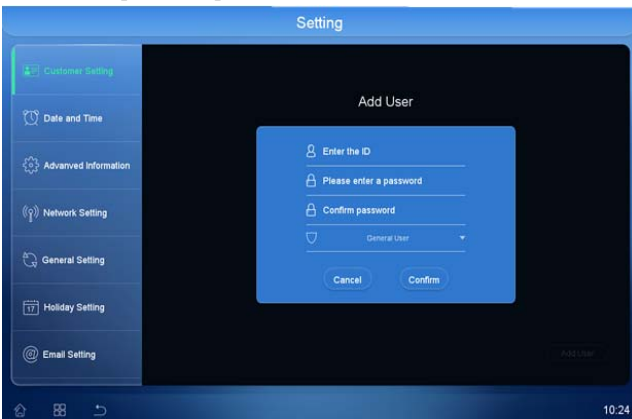 Setting
Customer Setting
Date and Time
Advanved Information
Network Setting
General Setting
17
Holiday Setting
@
Email Setting
Add User
Enter the ID
Please enter a password
Confirm password
General User
Cancel
Confirm
Add User
10:24